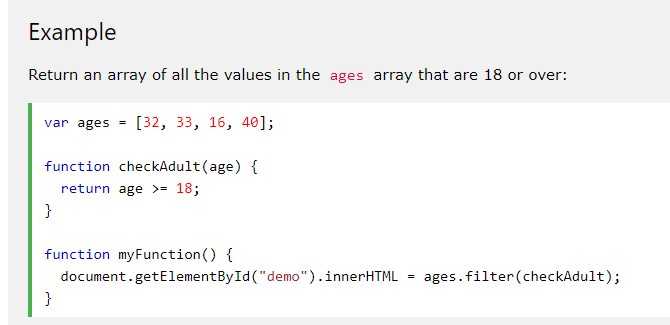 Example
Return an array of all the values in the ages array that are 18 or over:
var ages = [32, 33, 16, 40];
function checkAdult(age) {
  return age >= 18;
}
function myFunction() {
  document.getElementById("demo").innerHTML = ages.filter(checkAdult);
}